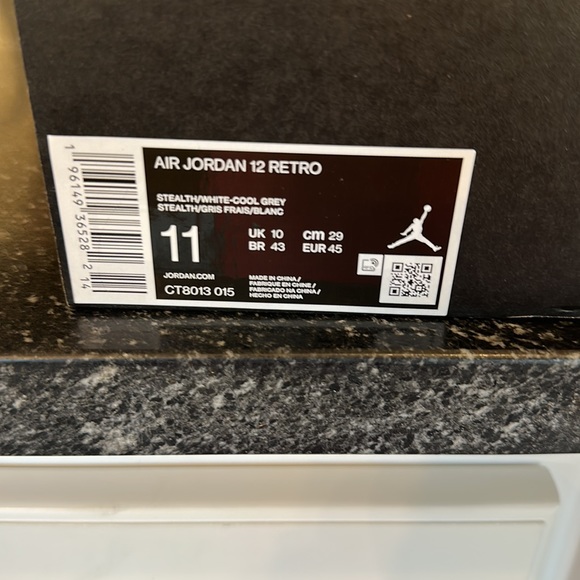 AIR JORDAN 12 RETRO
STEALTH/WHITE-COOL GREY
STEALTH/GRIS FRAIS/BLANC
11
UK 10 cm 29
BR 43 EUR 45
JORDAN.COM
CT8013 015
MADE IN CHINA/
FABRIQUE EN CHINE/
FABRICADO NA CHINA/
HECHO EN CHINA
1 96149 36528 2 14